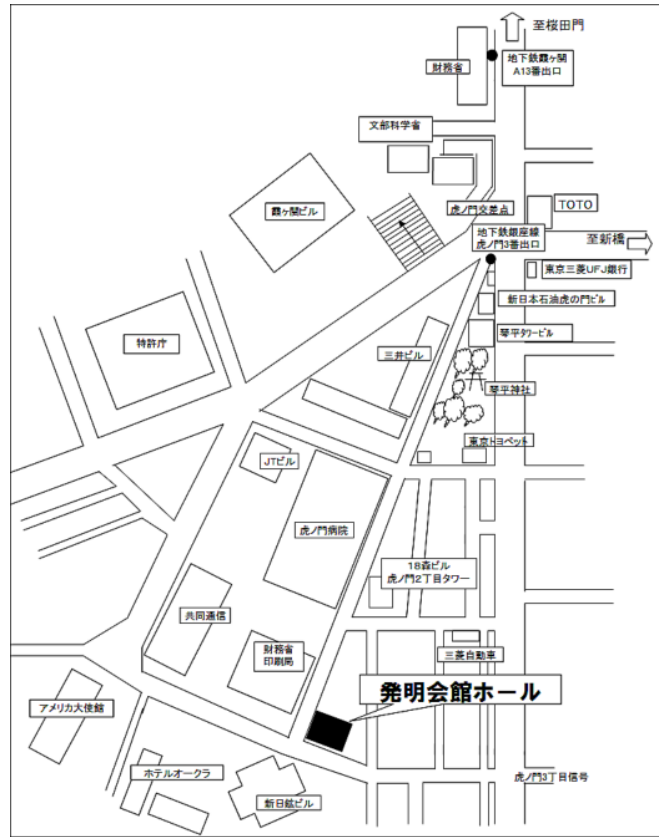 至桜田門
地下鉄霞ヶ関
A13番出口
財務省
文部科学省
虎ノ門交差点
TOTO
霞ヶ関ビル
地下鉄銀座線
虎ノ門3番出口
至新橋
東京三菱UFJ銀行
新日本石油虎の門ビル
琴平タワービル
特許庁
三井ビル
琴平神社
東京トヨペット
JTビル
虎ノ門病院
18森ビル
虎ノ門2丁目タワー
共同通信
財務省
印刷局
三菱自動車
発明会館ホール
アメリカ大使館
ホテルオークラ
新日鉱ビル
虎ノ門3丁目信号